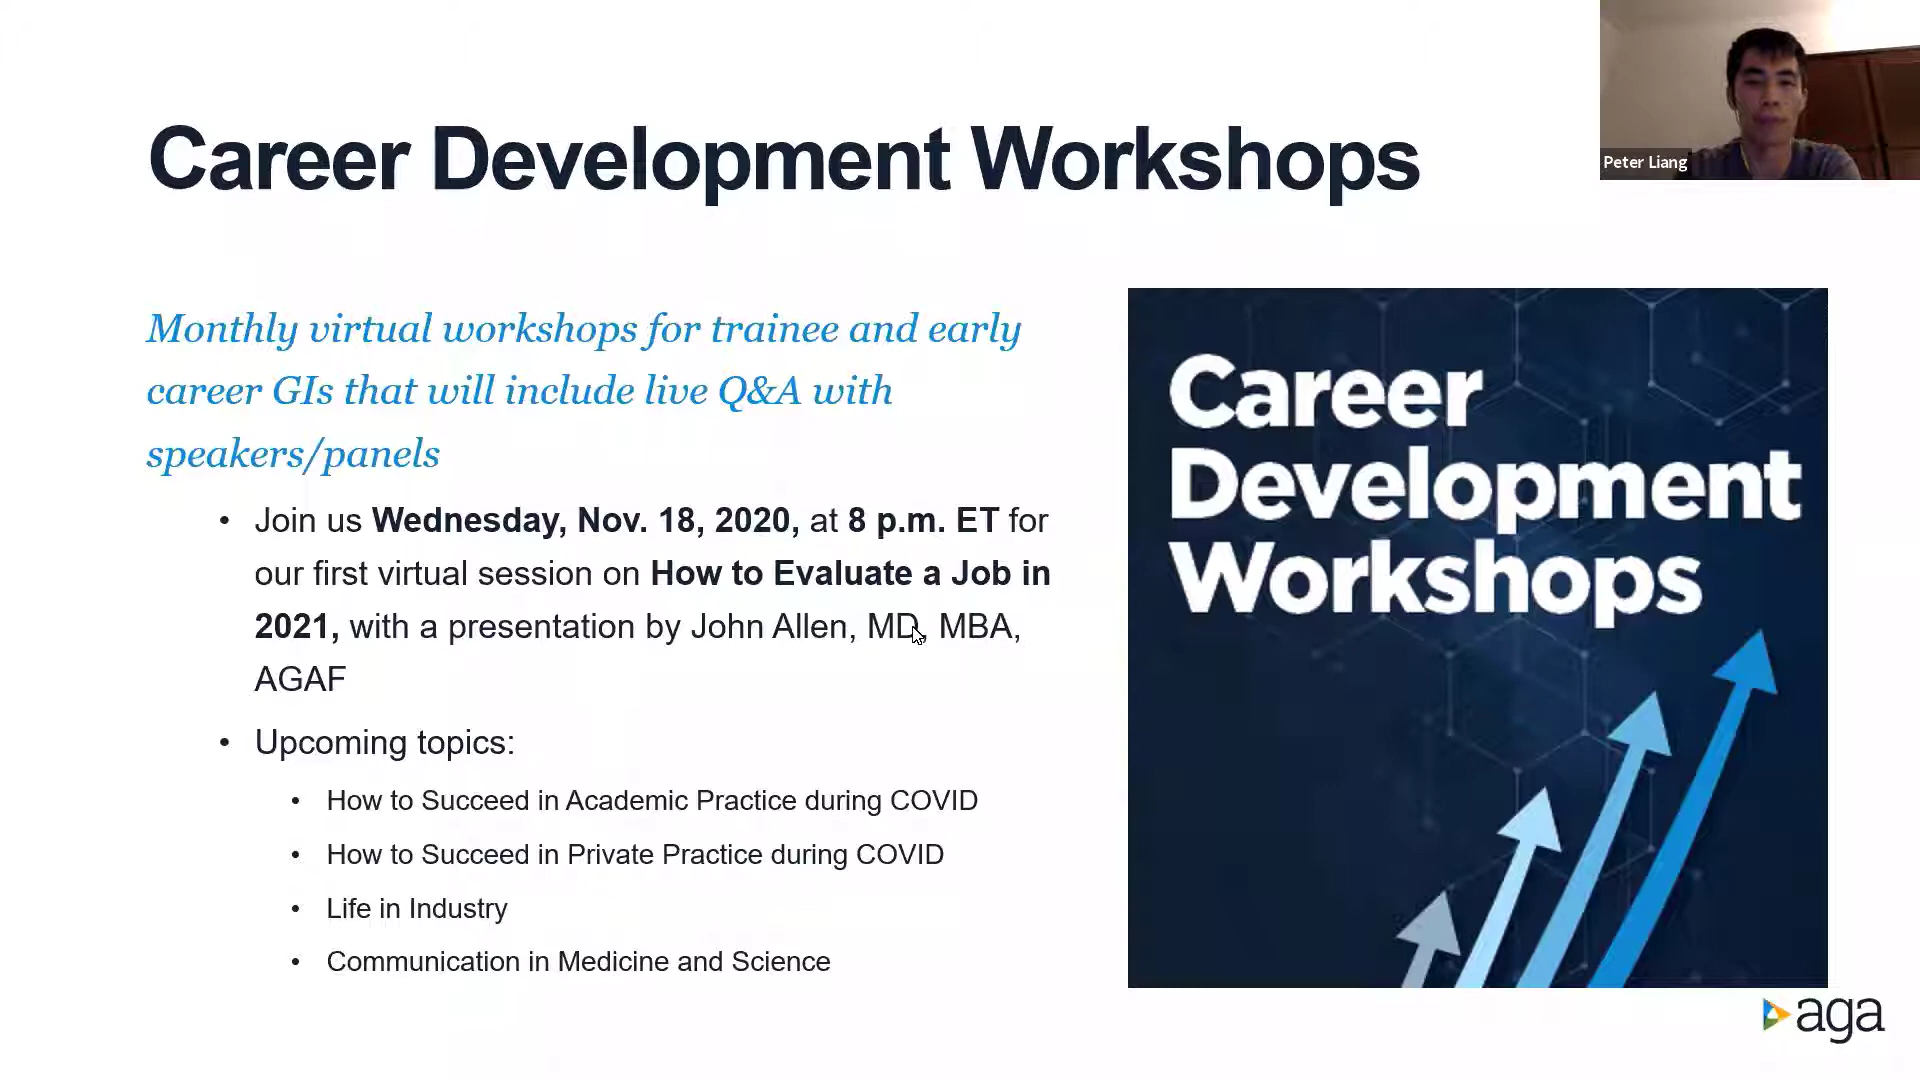 Career Development Workshops
Peter Liang
Monthly virtual workshops for trainee and early
career GIs that will include live Q&A with
speakers/panels
• Join us Wednesday, Nov. 18, 2020, at 8 p.m. ET for
our first virtual session on How to Evaluate a Job in
2021, with a presentation by John Allen, MD, MBA,
AGAF
• Upcoming topics:
• How to Succeed in Academic Practice during COVID
• How to Succeed in Private Practice during COVID
• Life in Industry
• Communication in Medicine and Science
Career
Development
Workshops
aga